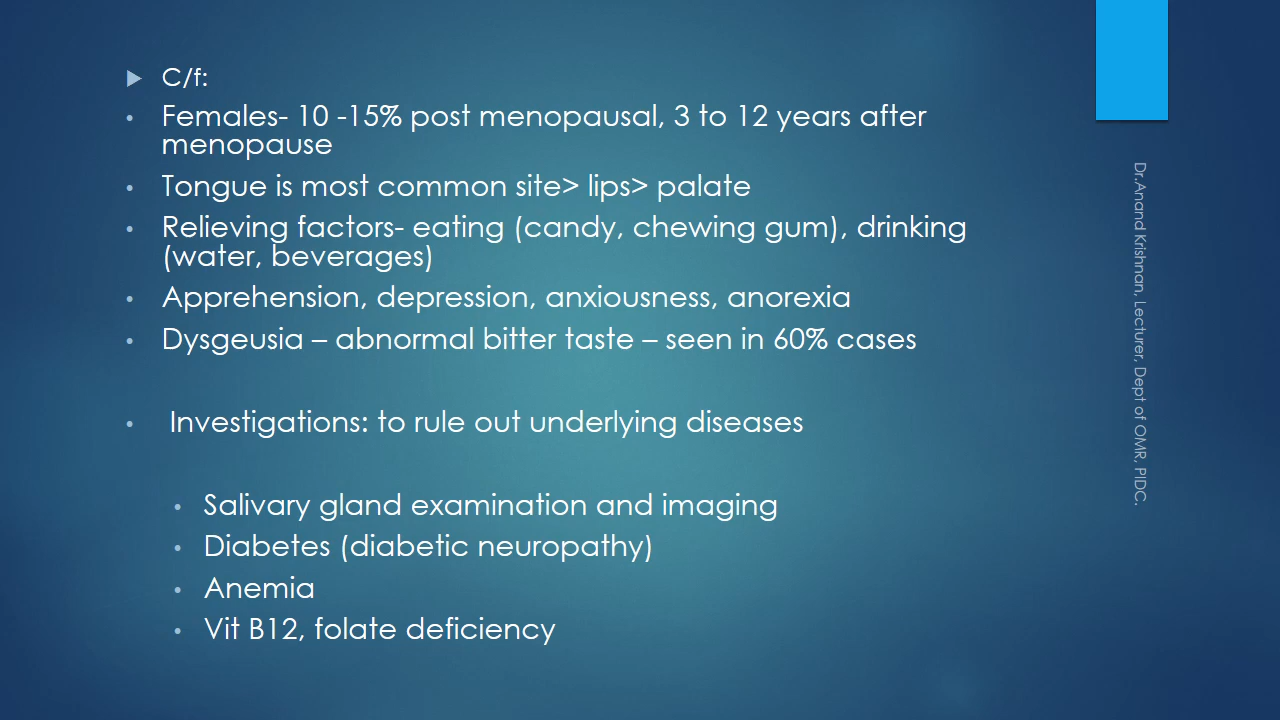 C/f:
Females- 10 -15% post menopausal, 3 to 12 years after
menopause
Tongue is most common site> lips> palate
Relieving factors- eating (candy, chewing gum), drinking
(water, beverages)
Apprehension, depression, anxiousness, anorexia
Dysgeusia – abnormal bitter taste – seen in 60% cases
Investigations: to rule out underlying diseases
Salivary gland examination and imaging
Diabetes (diabetic neuropathy)
Anemia
Vit B12, folate deficiency
Dr.Anand Krishnan, Lecturer, Dept of OMR, PIDC.